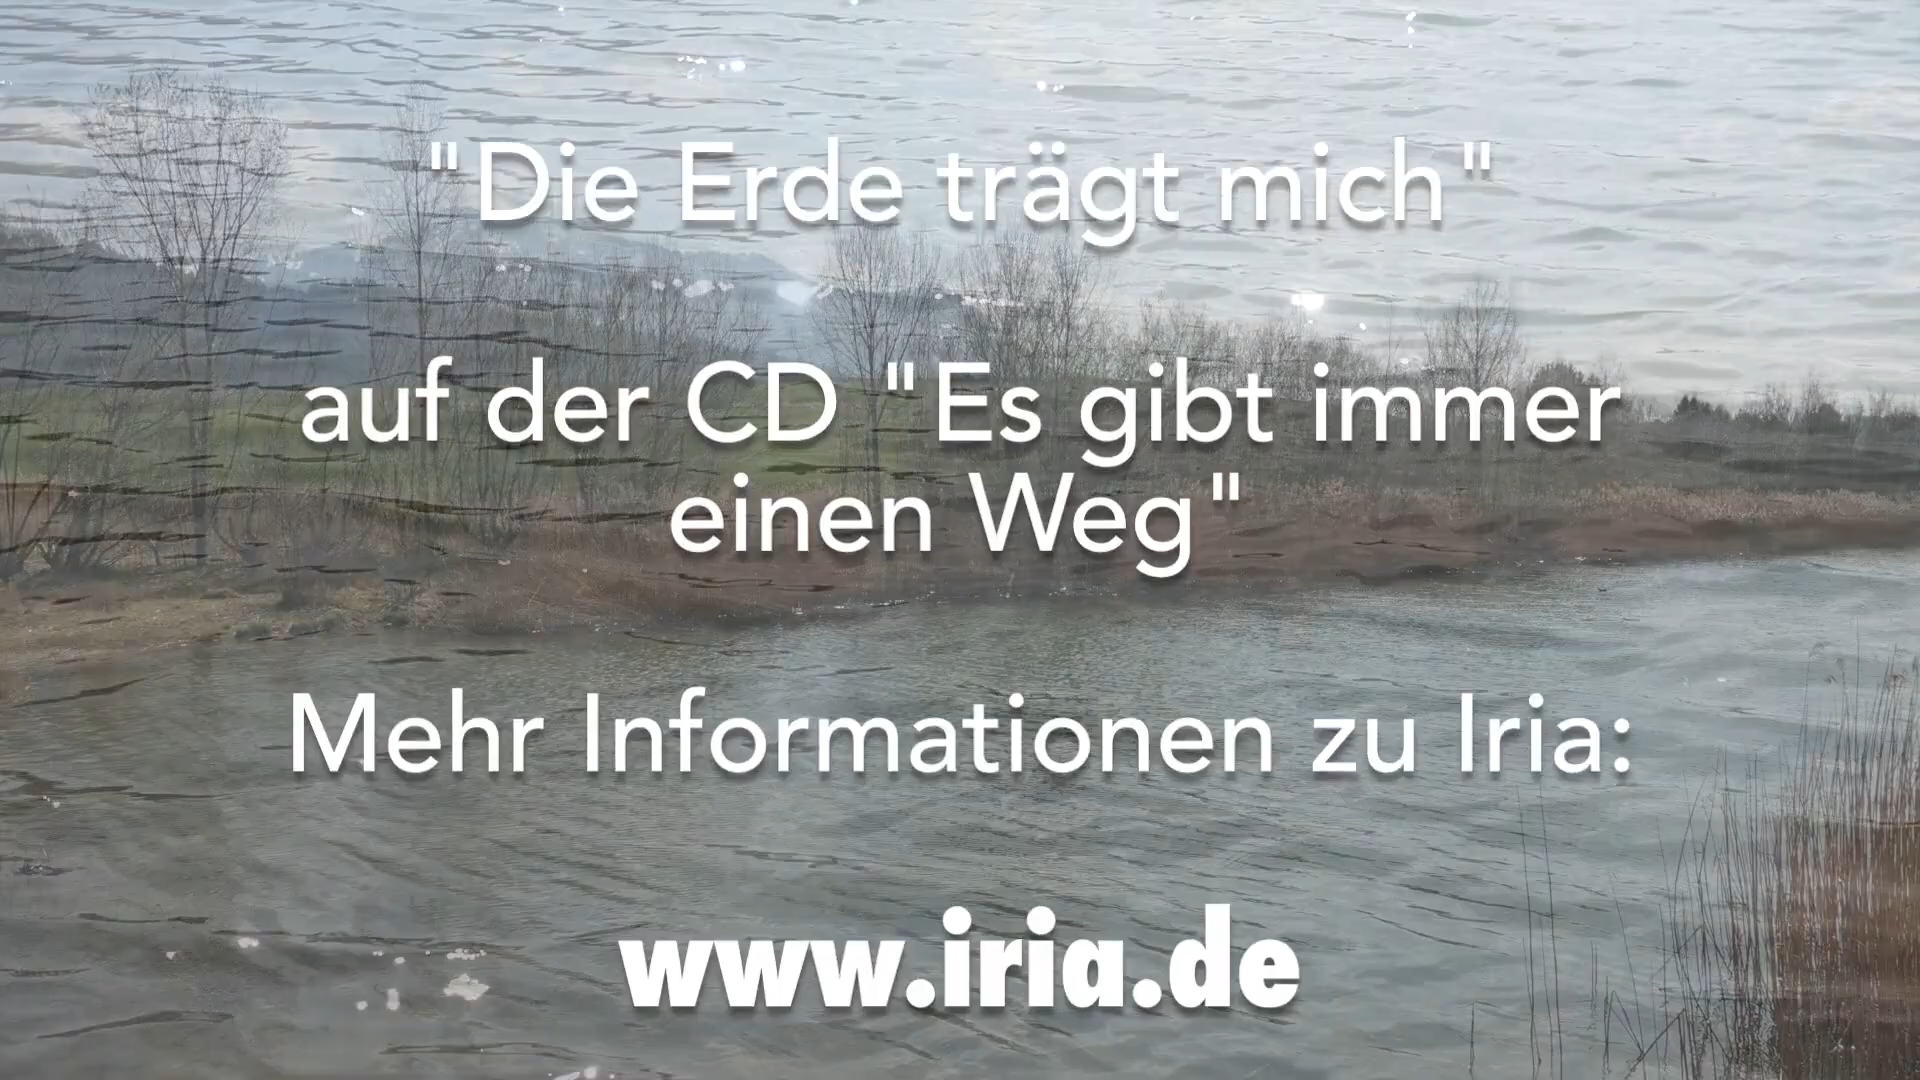 "Die Erde trägt mich"
auf der CD "Es gibt immer
einen Weg"
Mehr Informationen zu Iria:
www.iria.de